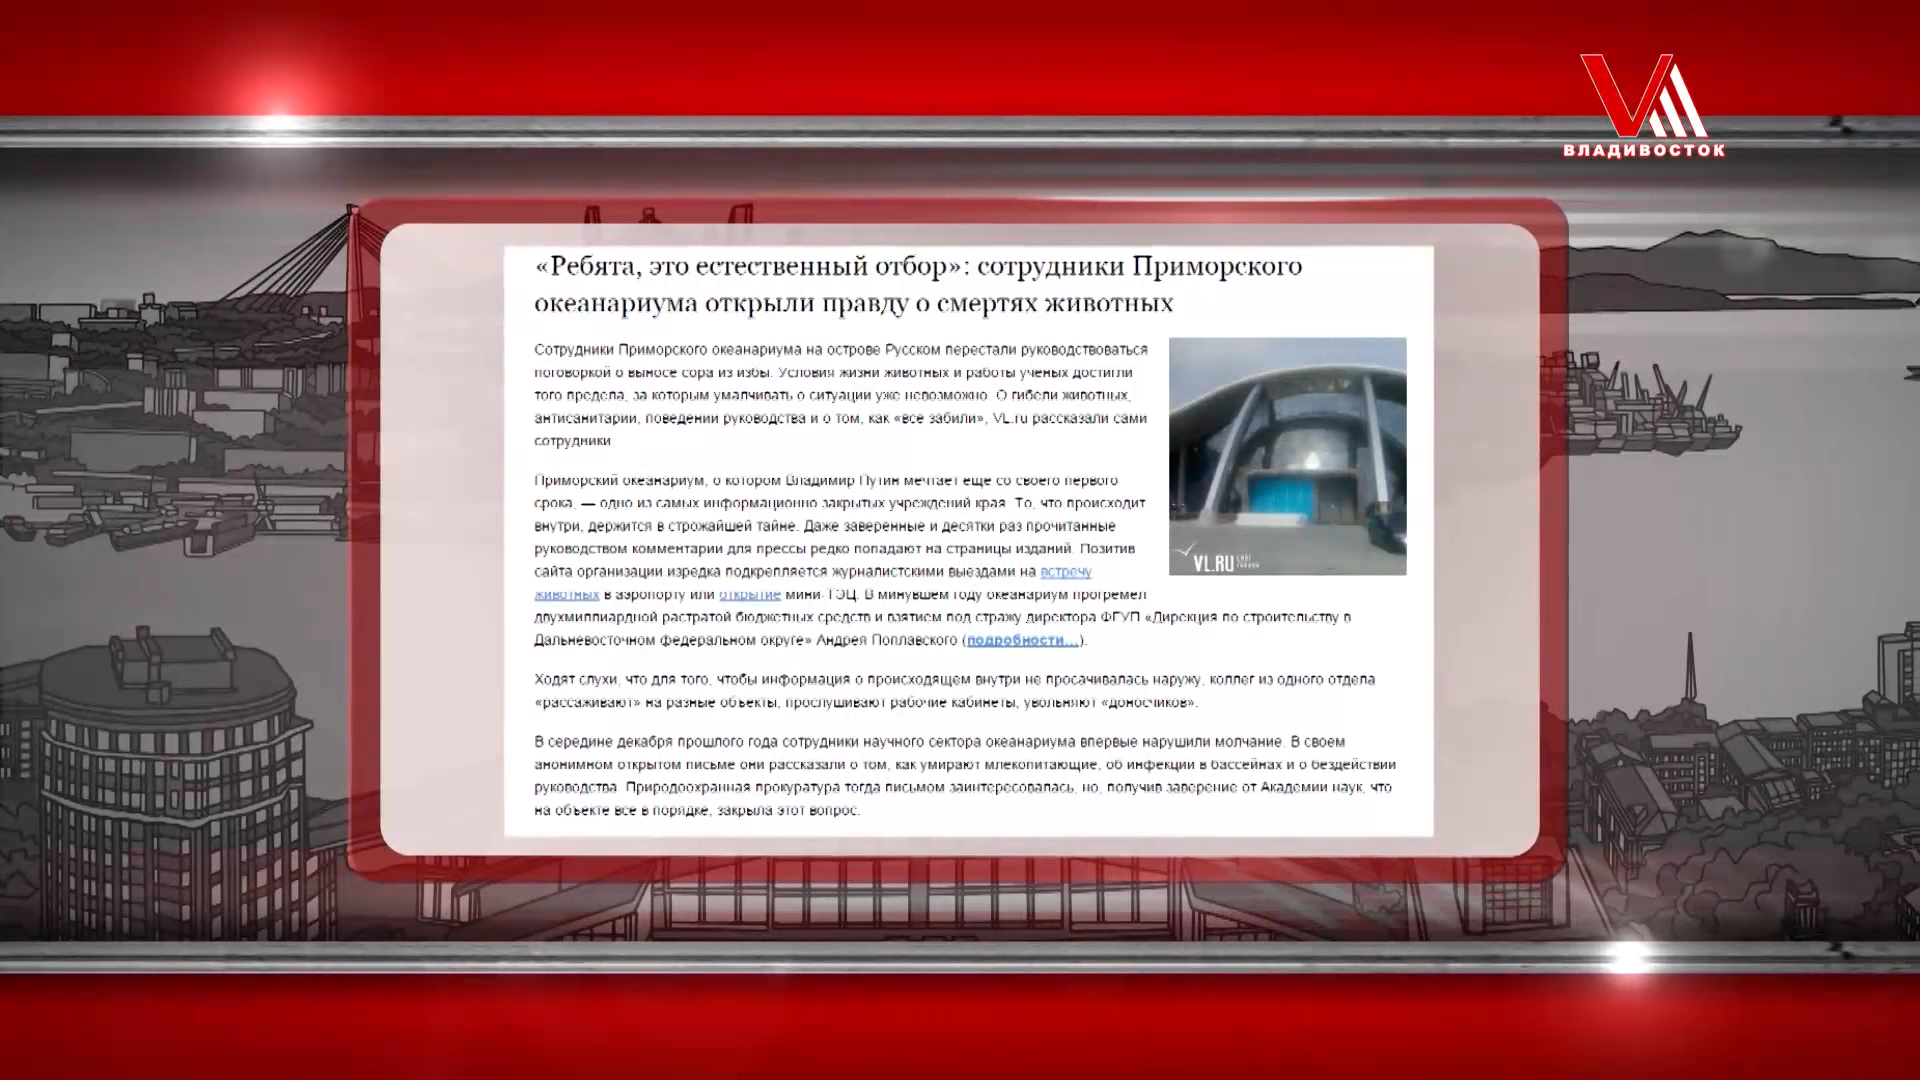 ВЛАДИВОСТОК
«Ребята, это естественный отбор»: сотрудники Приморского
океанариума открыли правду о смертях животных
Сотрудники Приморского океанариума на острове Русском перестали руководствоваться
поговоркой о выносе сора из избы. Условия жизни животных и работы ученых достигли
того предела, за которым умалчивать о ситуации уже невозможно. О гибели животных,
антисанитарии, поведении руководства и о том, как «все забили», VL.ru рассказали сами
сотрудники.
Приморский океанариум, о котором Владимир Путин мечтает еще со своего первого
срока, — одно из самых информационно закрытых учреждений края. То, что происходит
внутри, держится в строжайшей тайне. Даже заверенные и десятки раз прочитанные
руководством комментарии для прессы редко попадают на страницы изданий. Позитив
сайта организации изредка подкрепляется журналистскими выездами на встречу
животных в аэропорту или открытие мини-ТЭЦ. В минувшем году океанариум прогремел
двухмиллиардной растратой бюджетных средств и взятием под стражу директора ФГУП «Дирекция по строительству в
Дальневосточном федеральном округе» Андрея Поплавского (подробности...).
VL.RU
Ходят слухи, что для того, чтобы информация о происходящем внутри не просачивалась наружу, коллег из одного отдела
«рассаживают» на разные объекты, прослушивают рабочие кабинеты, увольняют «доносчиков».
В середине декабря прошлого года сотрудники научного сектора океанариума впервые нарушили молчание. В своем
анонимном открытом письме они рассказали о том, как умирают млекопитающие, об инфекции в бассейнах и о бездействии
руководства. Природоохранная прокуратура тогда письмом заинтересовалась, но, получив заверение от Академии наук, что
на объекте все в порядке, закрыла этот вопрос.